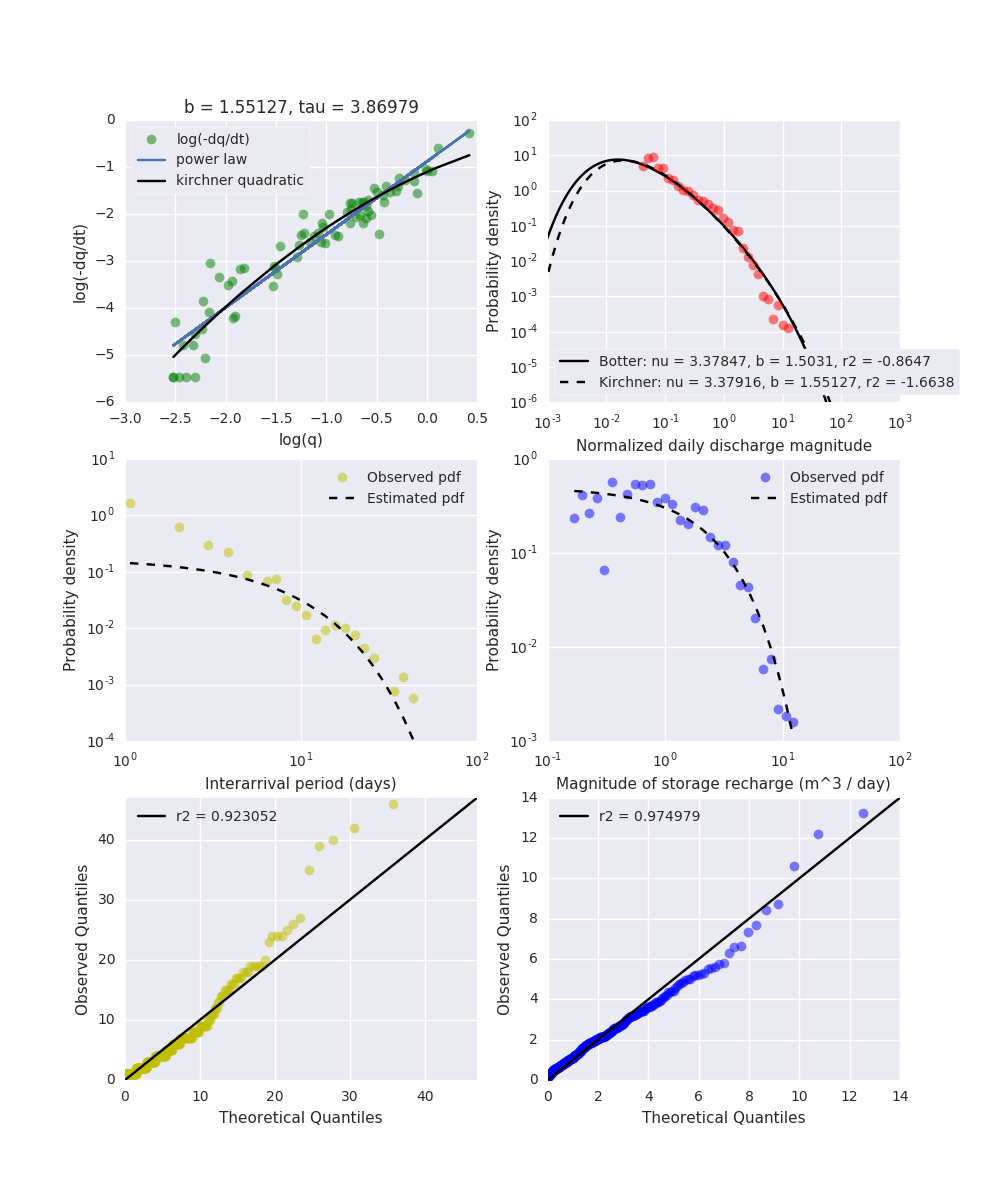 b = 1.55127, tau = 3.86979
log(-dq/dt)
power law
kirchner quadratic
0
−1
−2
−3
−4
−5
−6
log(-dq/dt)
−3.0 −2.5 −2.0 −1.5 −1.0 −0.5 0.0 0.5
log(q)
10^2
10^1
10^0
10^-1
10^-2
10^-3
10^-4
10^-5
10^-6
Probability density
Botter: nu = 3.37847, b = 1.5031, r2 = -0.8647
Kirchner: nu = 3.37916, b = 1.55127, r2 = -1.6638
10^-3 10^-2 10^-1 10^0 10^1 10^2 10^3
Normalized daily discharge magnitude
Observed pdf
Estimated pdf
10^1
10^0
10^-1
10^-2
10^-3
10^-4
Probability density
10^0 10^1 10^2
Interarrival period (days)
Observed pdf
Estimated pdf
10^0
10^-1
10^-2
10^-3
Probability density
10^-1 10^0 10^1 10^2
Magnitude of storage recharge (m^3 / day)
r2 = 0.923052
40
30
20
10
0
Observed Quantiles
0 10 20 30 40
Theoretical Quantiles
r2 = 0.974979
14
12
10
8
6
4
2
0
Observed Quantiles
0 2 4 6 8 10 12 14
Theoretical Quantiles